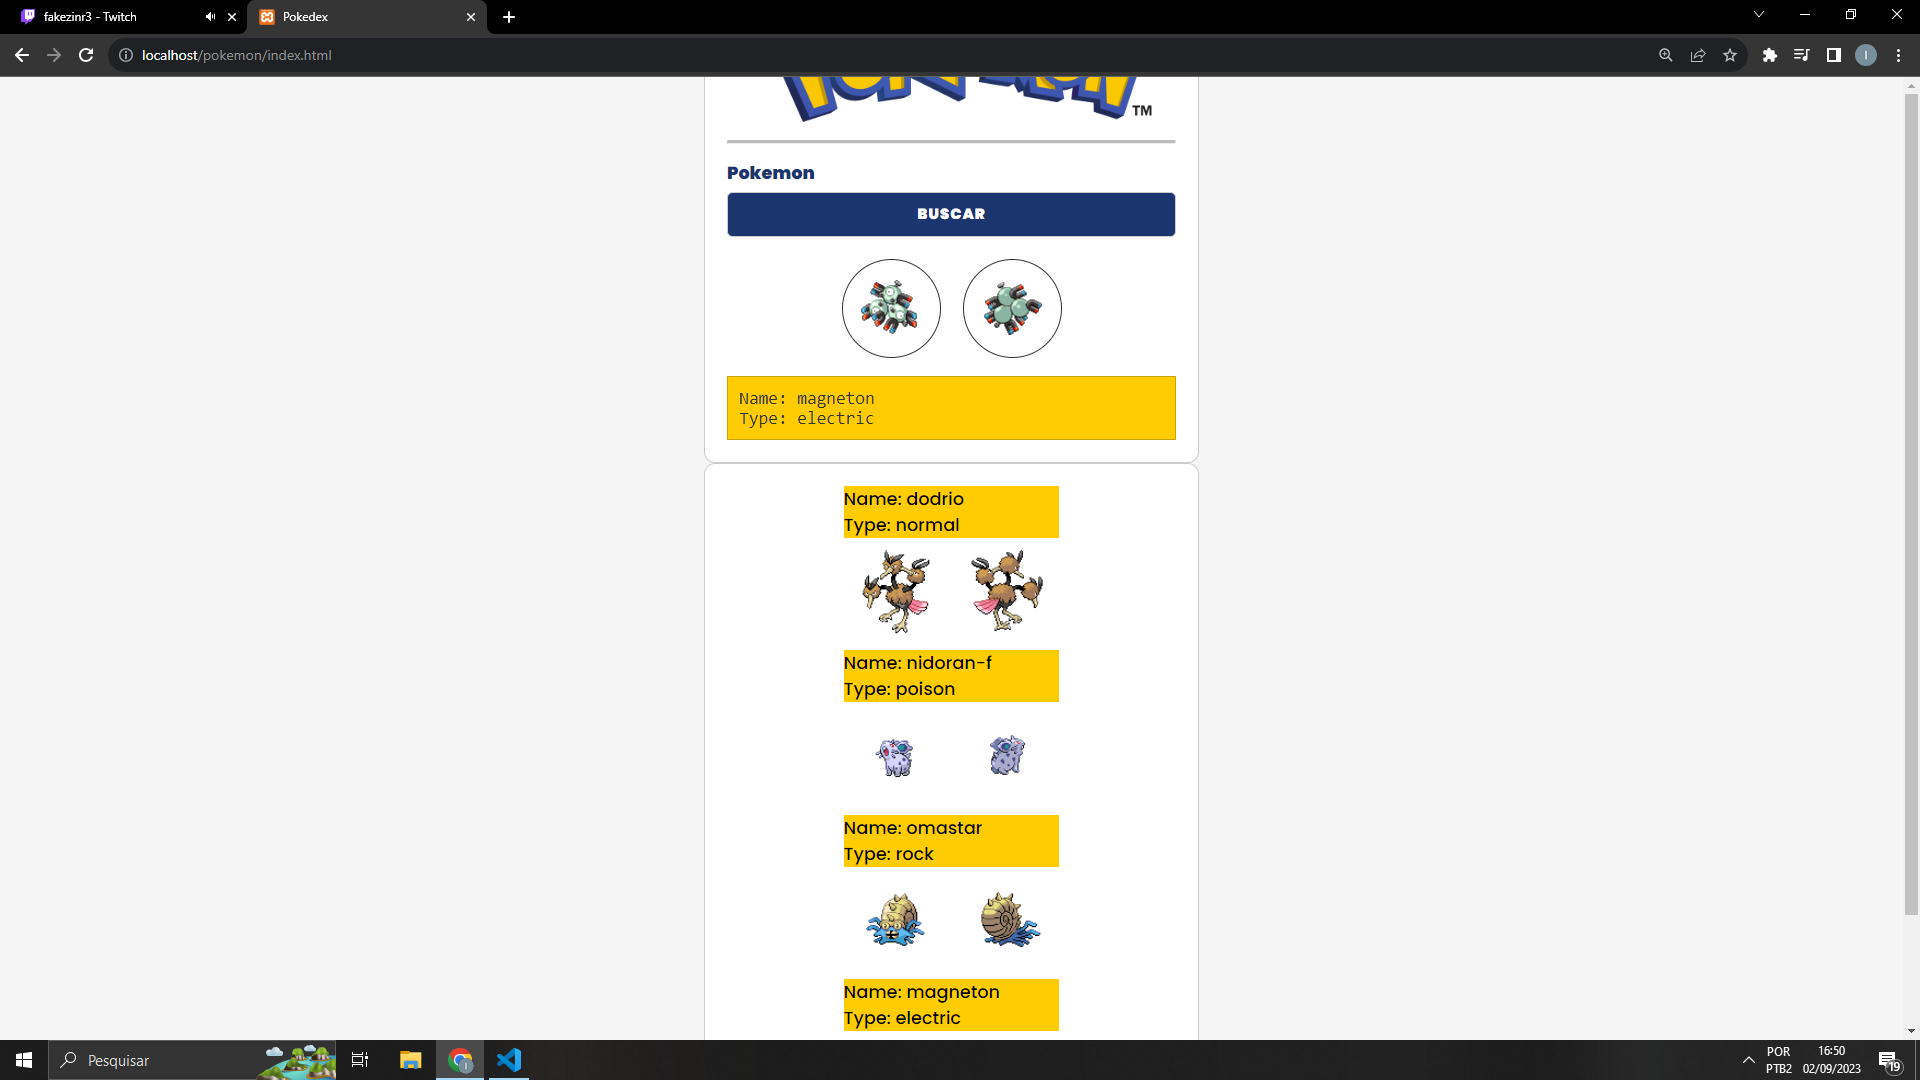 fakezinr3 - Twitch
Pokedex
localhost/pokemon/index.html
TM
Pokemon
BUSCAR
Name: magneton
Type: electric
Name: dodrio
Type: normal
Name: nidoran-f
Type: poison
Name: omastar
Type: rock
Name: magneton
Type: electric
Pesquisar
POR
PTB2
16:50
02/09/2023
19